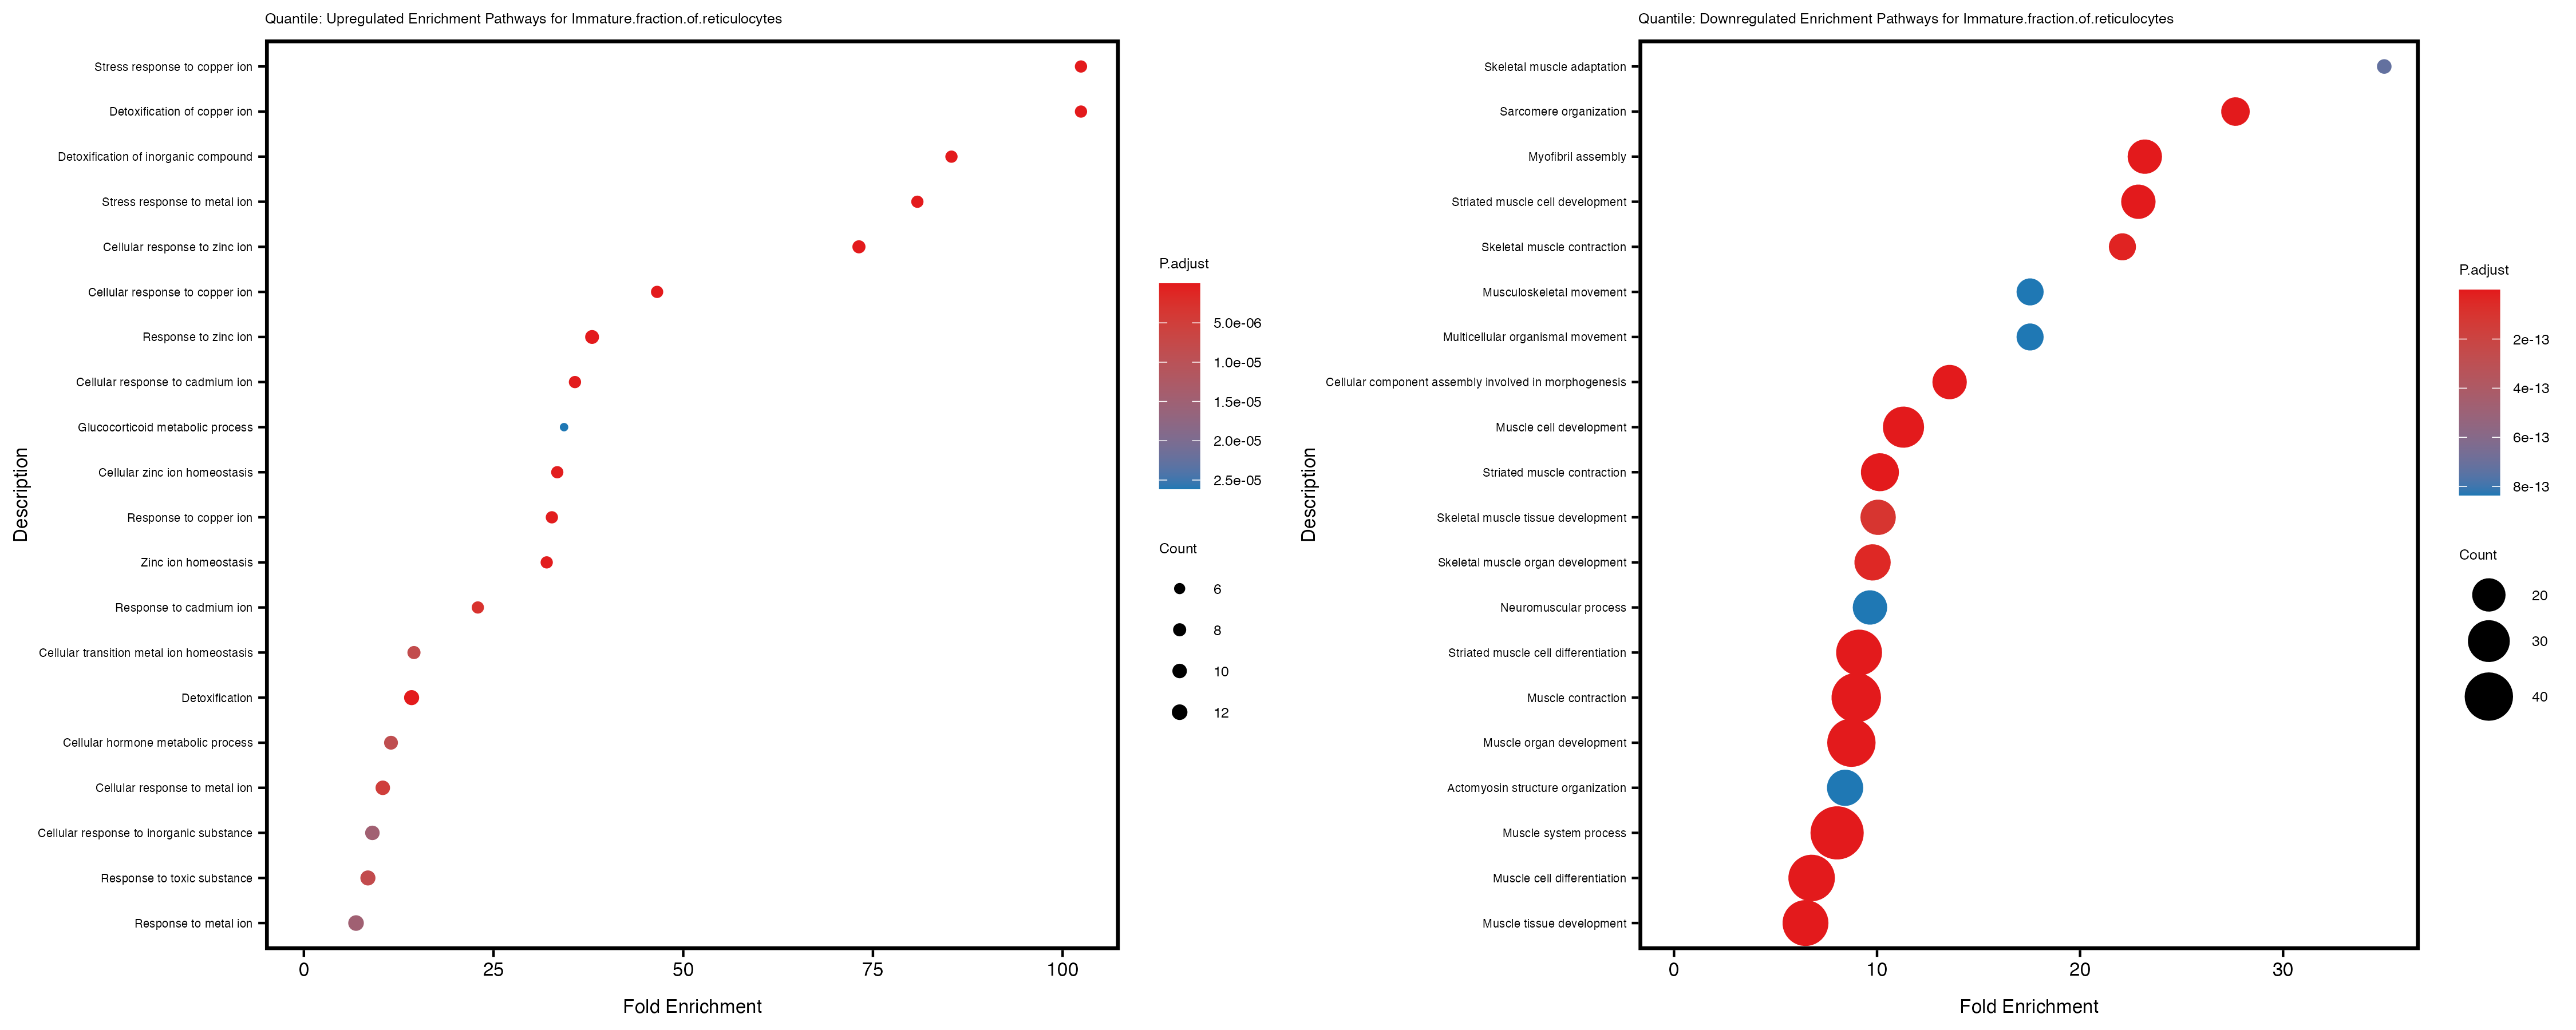 Quantile: Upregulated Enrichment Pathways for Immature.fraction.of.reticulocytes
Description
Stress response to copper ion
Detoxification of copper ion
Detoxification of inorganic compound
Stress response to metal ion
Cellular response to zinc ion
Cellular response to copper ion
Response to zinc ion
Cellular response to cadmium ion
Glucocorticoid metabolic process
Cellular zinc ion homeostasis
Response to copper ion
Zinc ion homeostasis
Response to cadmium ion
Cellular transition metal ion homeostasis
Detoxification
Cellular hormone metabolic process
Cellular response to metal ion
Cellular response to inorganic substance
Response to toxic substance
Response to metal ion
0 25 50 75 100
Fold Enrichment
P.adjust
5.0e-06
1.0e-05
1.5e-05
2.0e-05
2.5e-05
Count
6
8
10
12
Quantile: Downregulated Enrichment Pathways for Immature.fraction.of.reticulocytes
Description
Skeletal muscle adaptation
Sarcomere organization
Myofibril assembly
Striated muscle cell development
Skeletal muscle contraction
Musculoskeletal movement
Multicellular organismal movement
Cellular component assembly involved in morphogenesis
Muscle cell development
Striated muscle contraction
Skeletal muscle tissue development
Skeletal muscle organ development
Neuromuscular process
Striated muscle cell differentiation
Muscle contraction
Muscle organ development
Actomyosin structure organization
Muscle system process
Muscle cell differentiation
Muscle tissue development
0 10 20 30
Fold Enrichment
P.adjust
2e-13
4e-13
6e-13
8e-13
Count
20
30
40